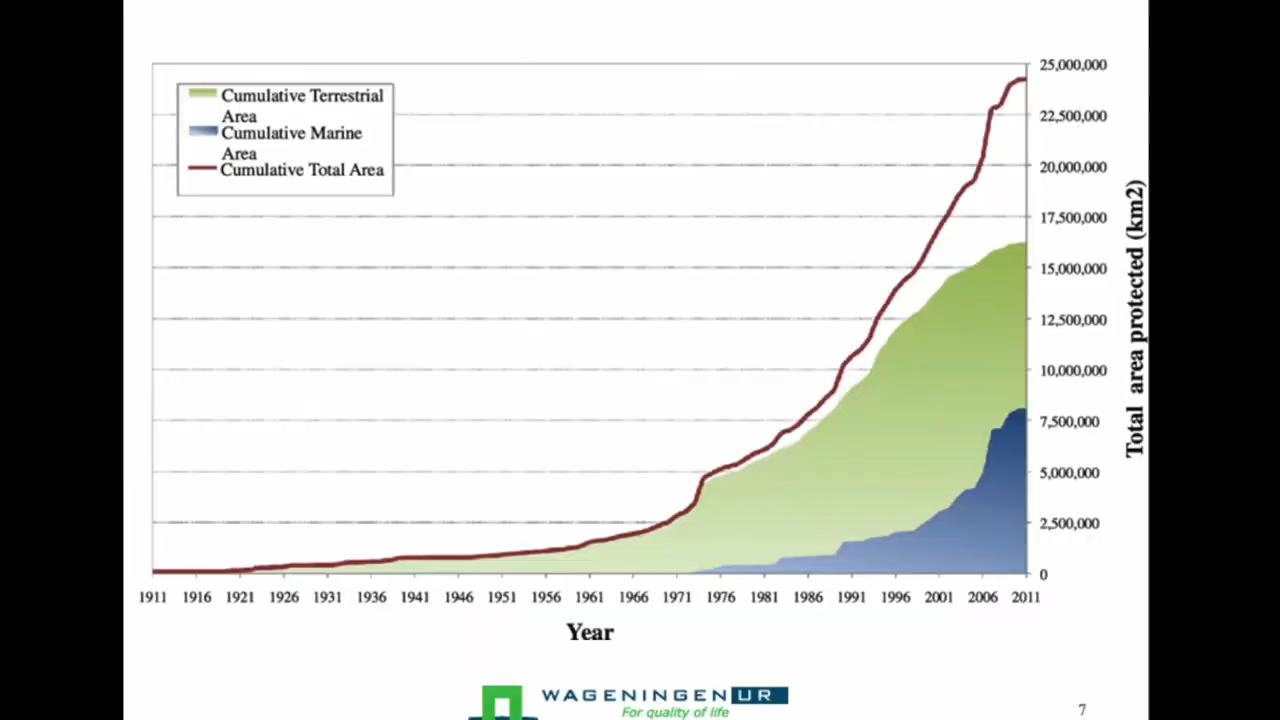 Cumulative Terrestrial
Area
Cumulative Marine
Area
Cumulative Total Area
25,000,000
22,500,000
20,000,000
17,500,000
15,000,000
12,500,000
10,000,000
7,500,000
5,000,000
2,500,000
0
Total area protected (km2)
1911 1916 1921 1926 1931 1936 1941 1946 1951 1956 1961 1966 1971 1976 1981 1986 1991 1996 2001 2006 2011
Year
WAGENINGEN UR
For quality of life
7